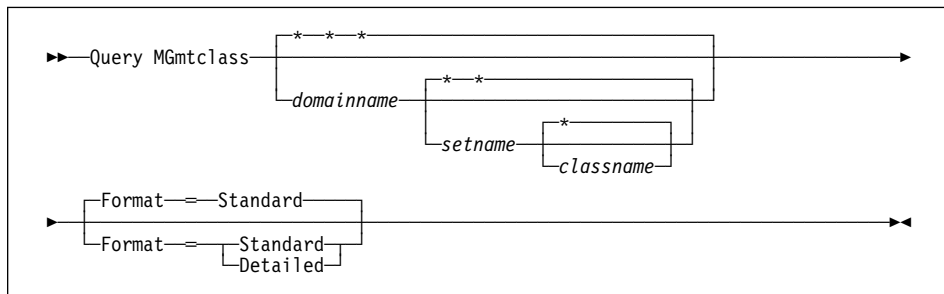 * * *
Query MGmtclass
* *
domainname
*
setname
classname
Format = Standard
Format = Standard
Detailed